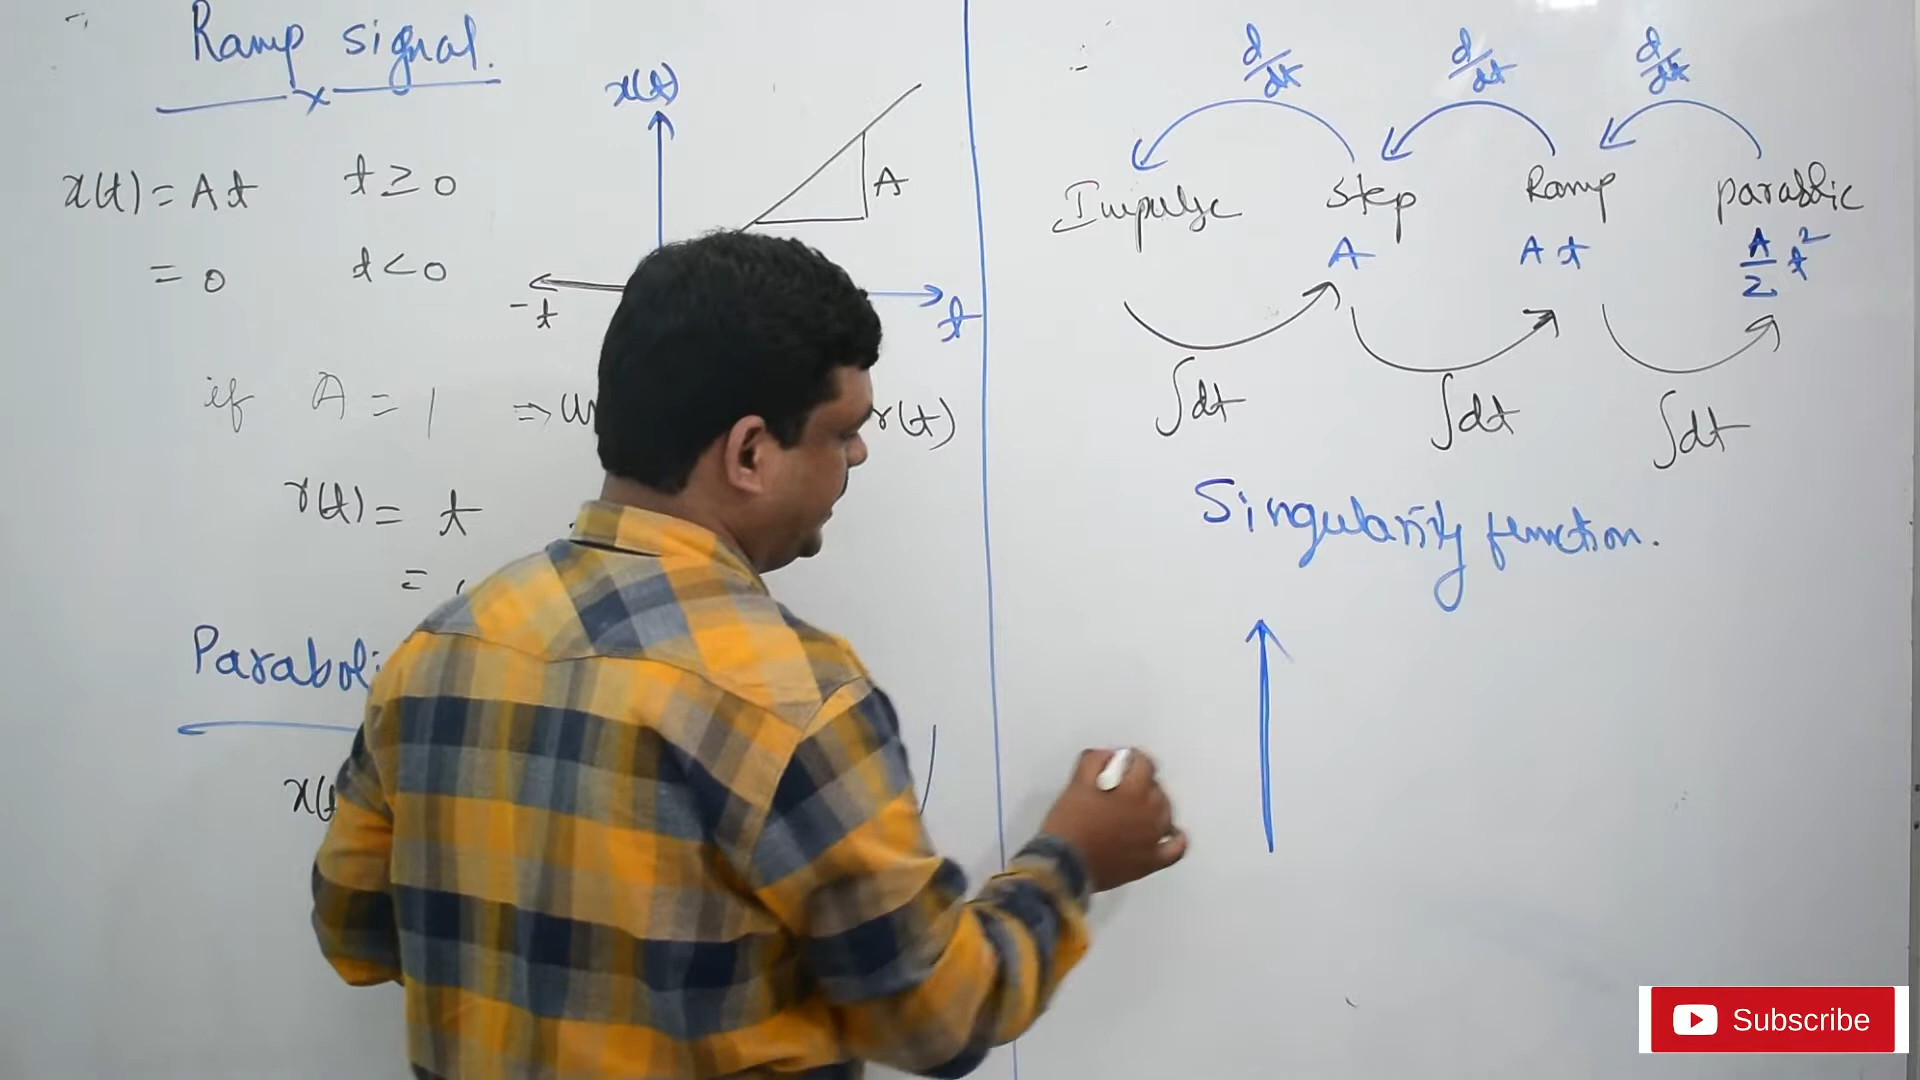 Ramp signal.
x(t)
A
x(t) = At t ≥ 0
= 0 t < 0
-t
t
if A = 1 ⇒ r(t)
r(t) = t
=
Paraboli
d/dt d/dt d/dt
Impulse step Ramp parabolic
A At A/2 t²
∫dt ∫dt ∫dt
Singularity function.
Subscribe